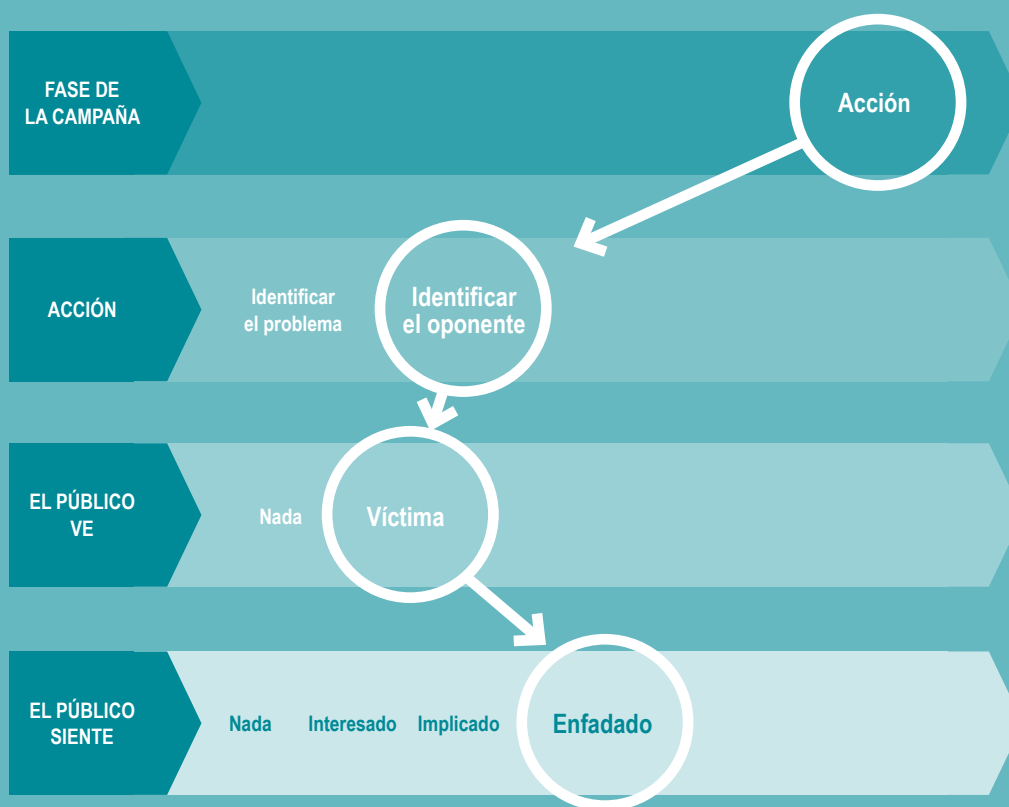 FASE DE
LA CAMPAÑA
Acción
ACCIÓN
Identificar
el problema
Identificar
el oponente
EL PÚBLICO
VE
Nada
Víctima
EL PÚBLICO
SIENTE
Nada
Interesado
Implicado
Enfadado